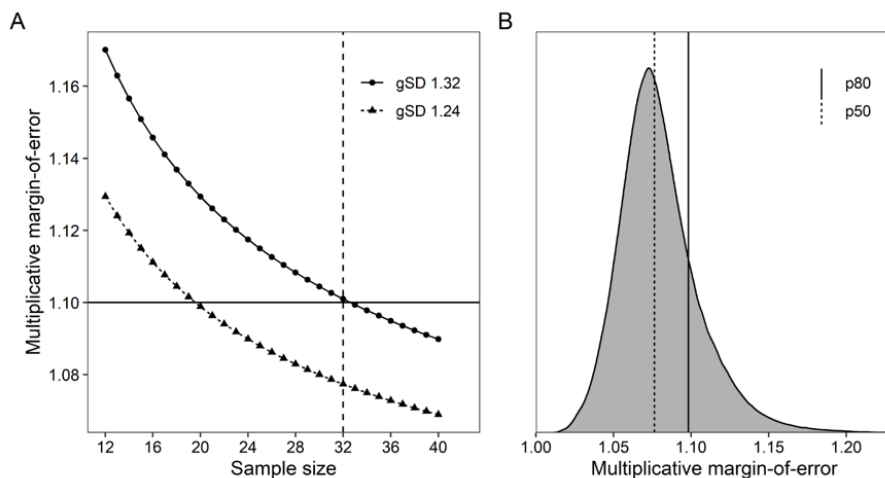 A
Multiplicative margin-of-error
1.16
1.14
1.12
1.10
1.08
gSD 1.32
gSD 1.24
12 16 20 24 28 32 36 40
Sample size
B
p80
p50
1.00 1.05 1.10 1.15 1.20
Multiplicative margin-of-error